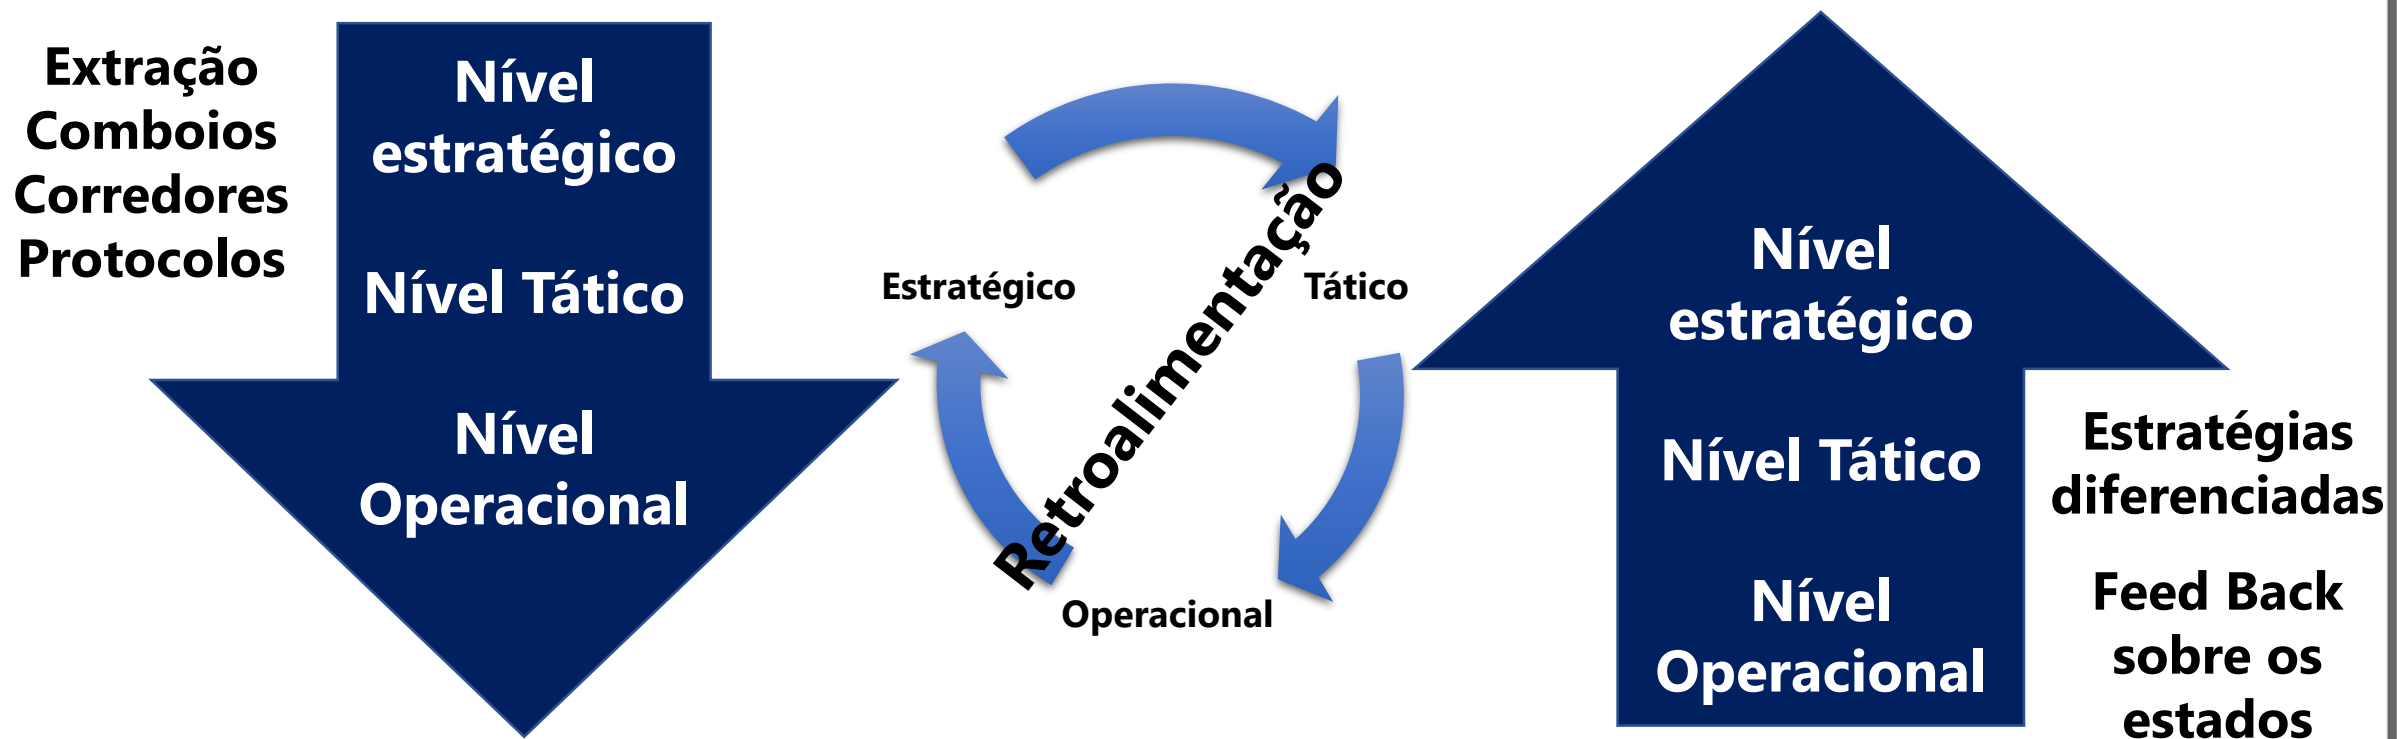 Extração
Comboios
Corredores
Protocolos
Nível
estratégico
Nível Tático
Nível
Operacional
Estratégico
Retroalimentação
Tático
Operacional
Nível
estratégico
Nível Tático
Nível
Operacional
Estratégias
diferenciadas
Feed Back
sobre os
estados